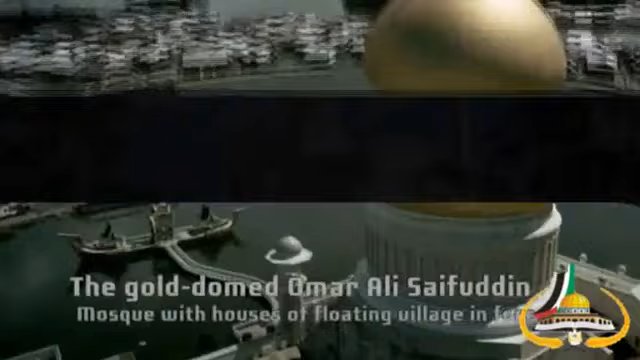 The gold-domed Omar Ali Saifuddin
Mosque with houses of floating village in